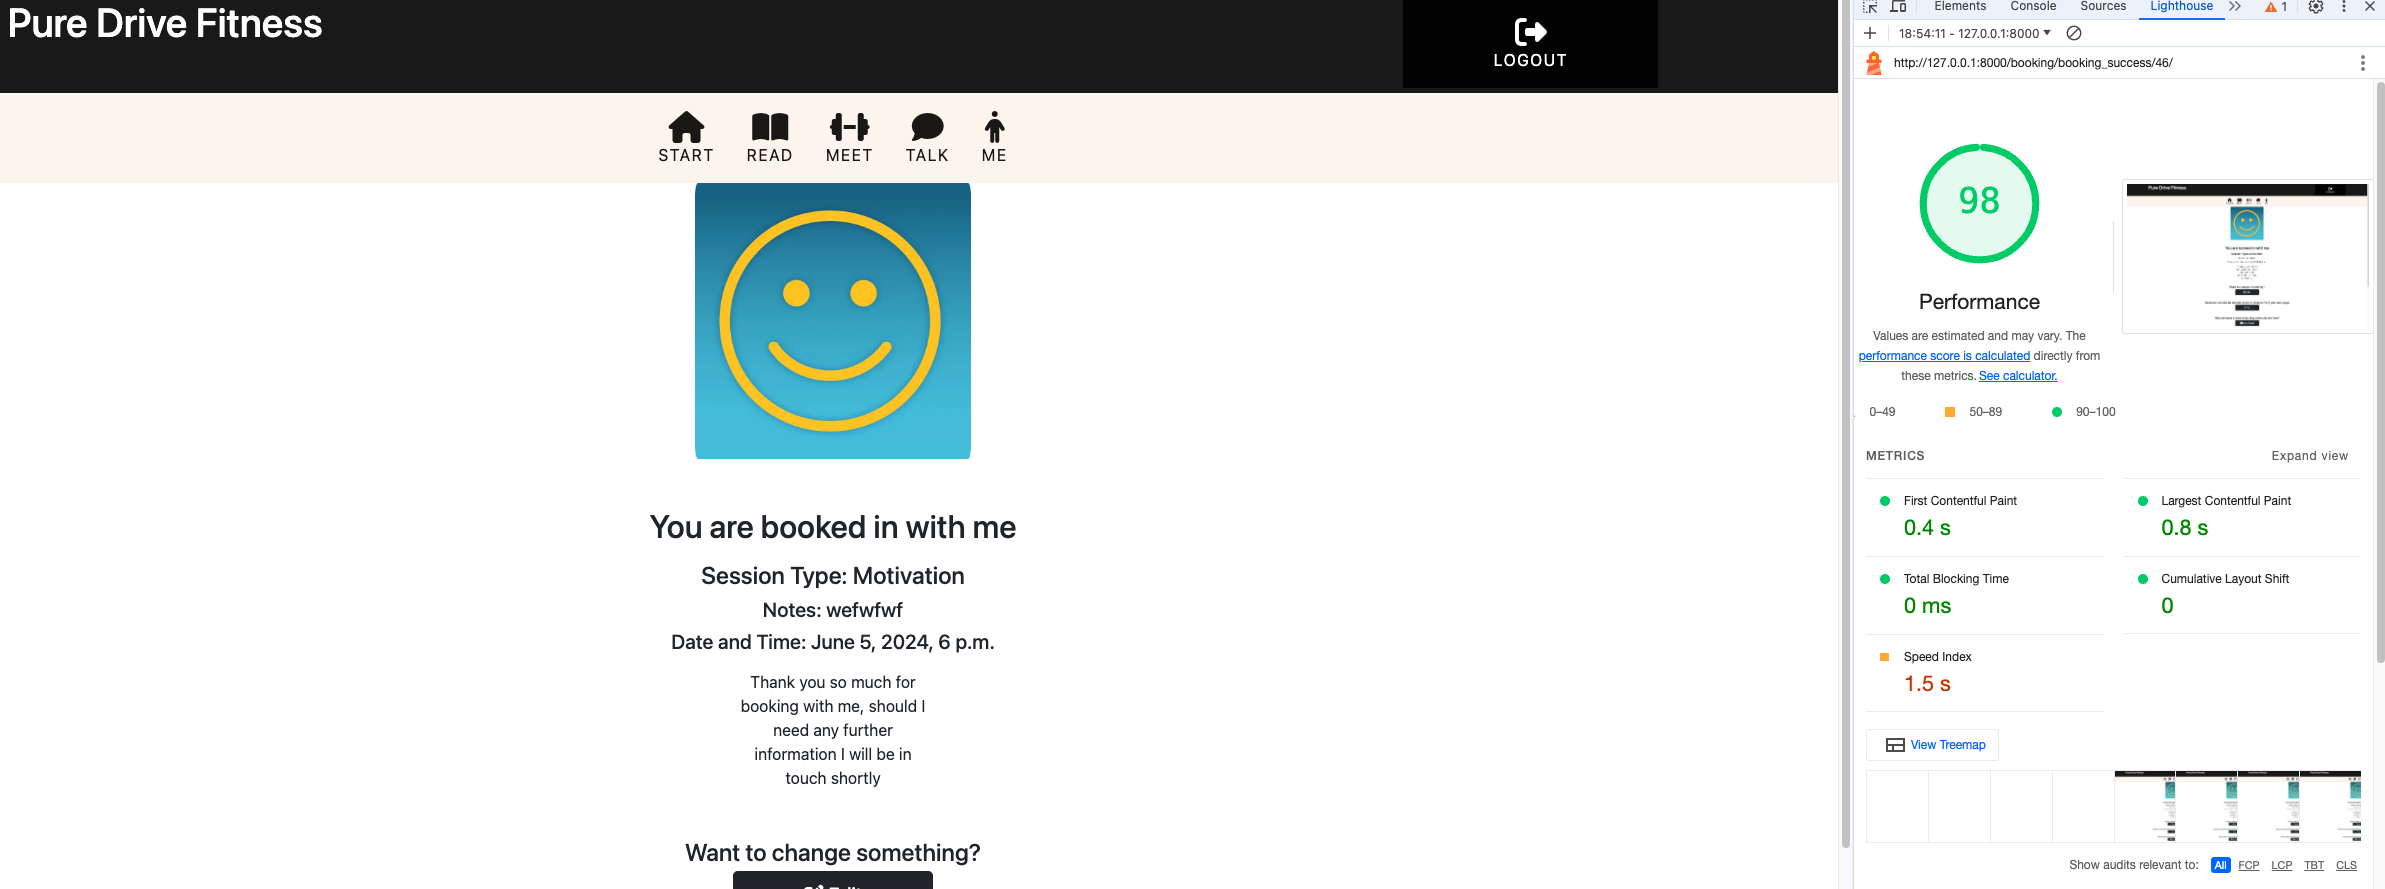 Pure Drive Fitness
LOGOUT
START READ MEET TALK ME
You are booked in with me
Session Type: Motivation
Notes: wefwfwf
Date and Time: June 5, 2024, 6 p.m.
Thank you so much for
booking with me, should I
need any further
information I will be in
touch shortly
Want to change something?
Elements Console Sources Lighthouse 1
18:54:11 - 127.0.0.1:8000
http://127.0.0.1:8000/booking/booking_success/46/
98
Performance
Values are estimated and may vary. The
performance score is calculated directly from
these metrics. See calculator.
0–49 50–89 90–100
Pure Drive Fitness
METRICS Expand view
First Contentful Paint
0.4 s
Largest Contentful Paint
0.8 s
Total Blocking Time
0 ms
Cumulative Layout Shift
0
Speed Index
1.5 s
View Treemap
Show audits relevant to: All FCP LCP TBT CLS